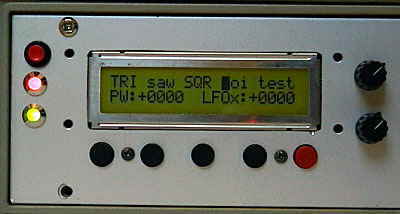 TRI saw SQR oi test
PW:+0000 LFOx:+0000